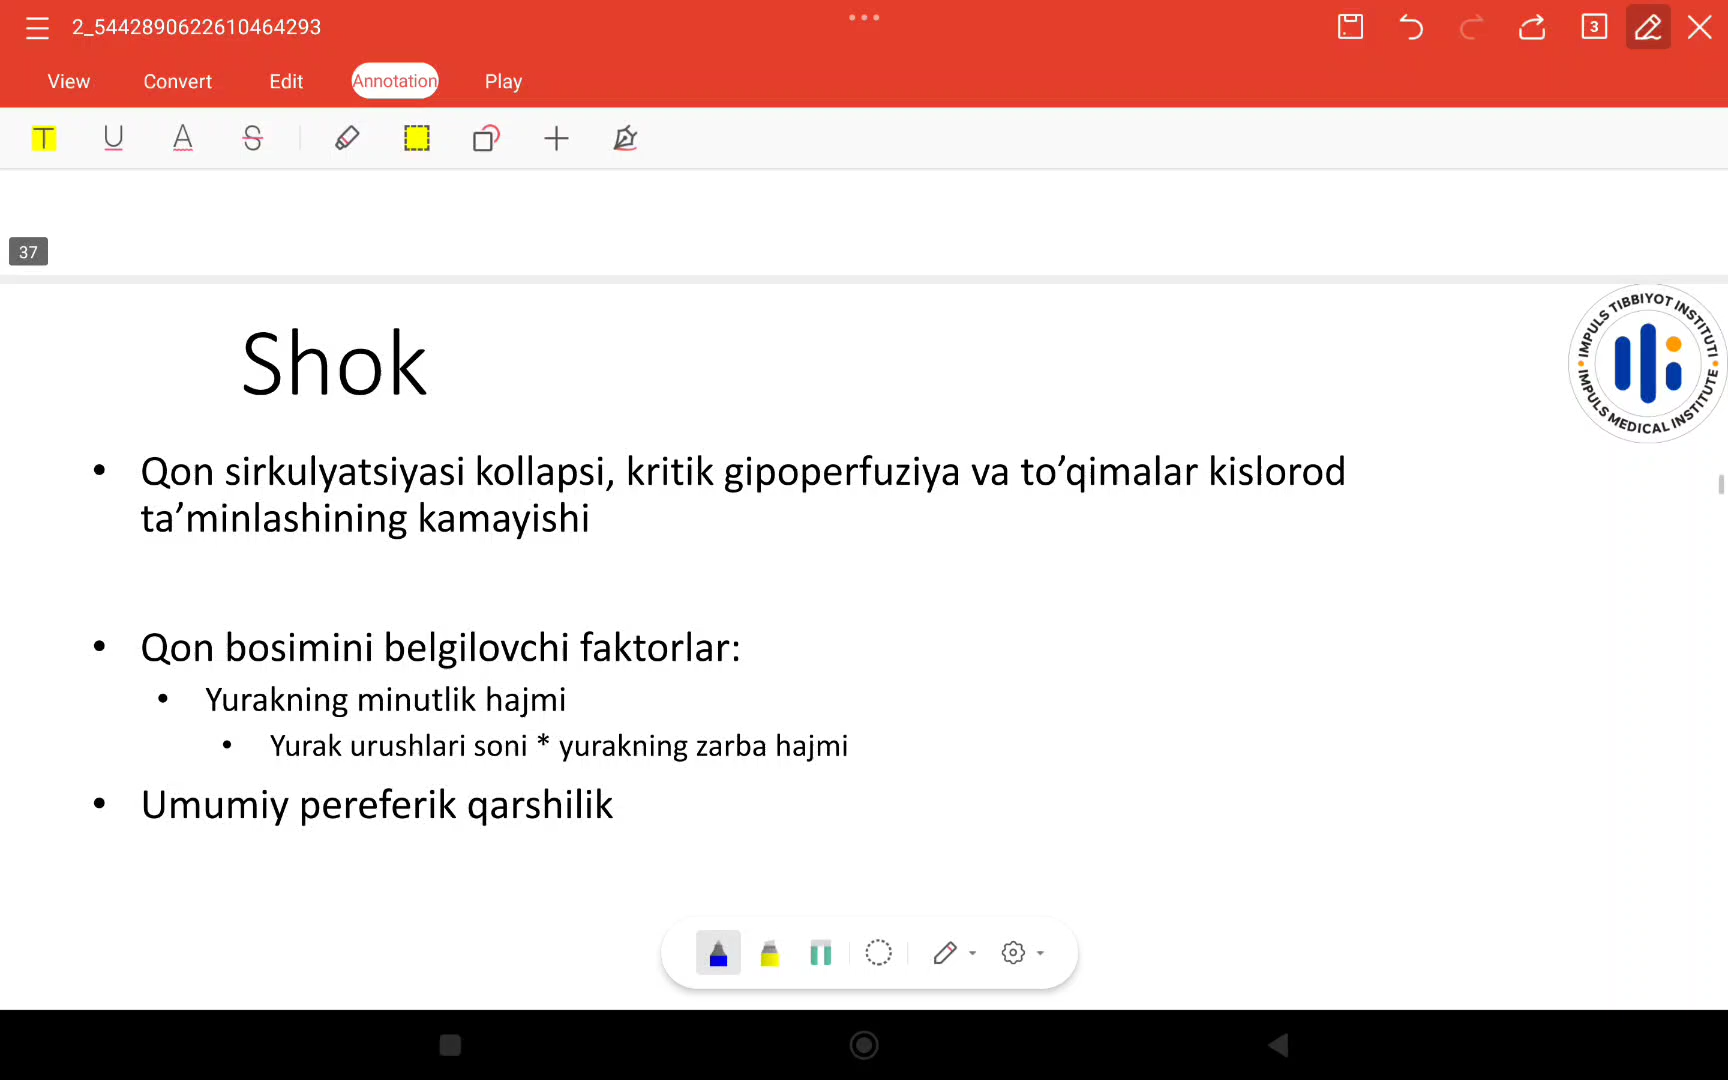 2_5442890622610464293
3
View Convert Edit Annotation Play
T U A S
37
Shok
IMPULS TIBBIYOT INSTITUTI
IMPULS MEDICAL INSTITUTE
• Qon sirkulyatsiyasi kollapsi, kritik gipoperfuziya va to’qimalar kislorod
ta’minlashining kamayishi
• Qon bosimini belgilovchi faktorlar:
• Yurakning minutlik hajmi
• Yurak urushlari soni * yurakning zarba hajmi
• Umumiy pereferik qarshilik